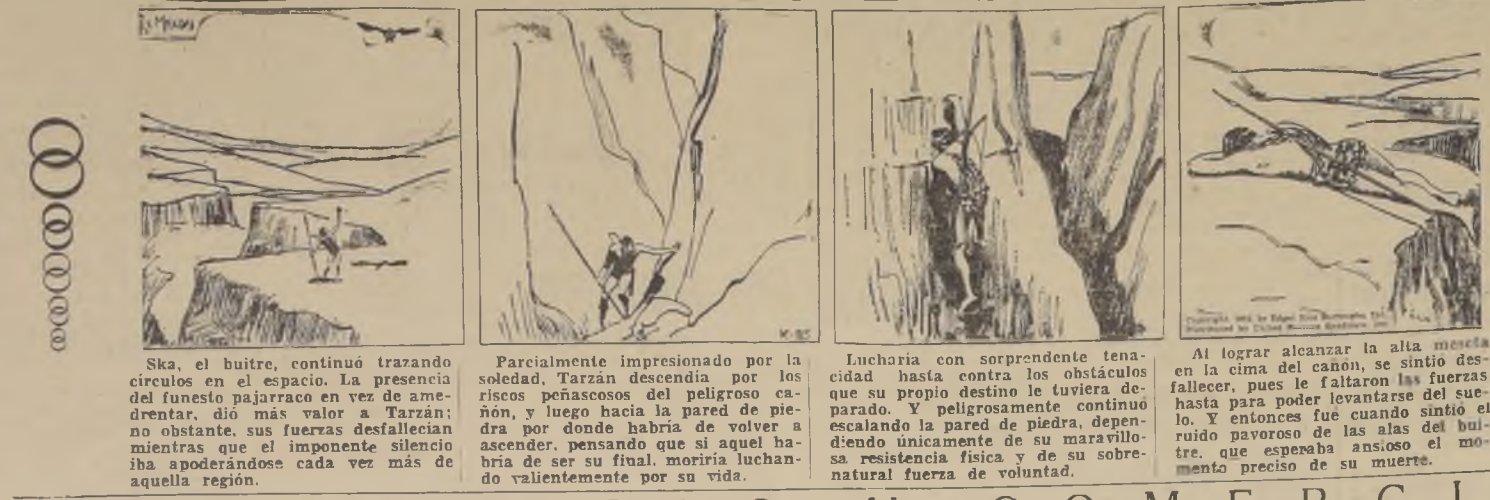 Ska, el buitre, continuó trazando
círculos en el espacio. La presencia
del funesto pajarraco en vez de ame-
drentar, dió más valor a Tarzán;
no obstante, sus fuerzas desfallecían
mientras que el imponente silencio
iba apoderándose cada vez más de
aquella región.
K-85
Parcialmente impresionado por la
soledad, Tarzán descendía por los
riscos peñascosos del peligroso ca-
ñón, y luego hacia la pared de pie-
dra por donde habría de volver a
ascender, pensando que si aquel ha-
bría de ser su final, moriría luchan-
do valientemente por su vida.
Lucharía con sorprendente tena-
cidad hasta contra los obstáculos
que su propio destino le tuviera de-
parado. Y peligrosamente continuó
escalando la pared de piedra, depen-
diendo únicamente de su maravillo-
sa resistencia física y de su sobre-
natural fuerza de voluntad.
by Edgar Rice Burroughs
Distributed by United
Al lograr alcanzar la alta meseta
en la cima del cañón, se sintió des-
fallecer, pues le faltaron las fuerzas
hasta para poder levantarse del sue-
lo. Y entonces fué cuando sintió el
ruido pavoroso de las alas del bui-
tre, que esperaba ansioso el mo-
mento preciso de su muerte.